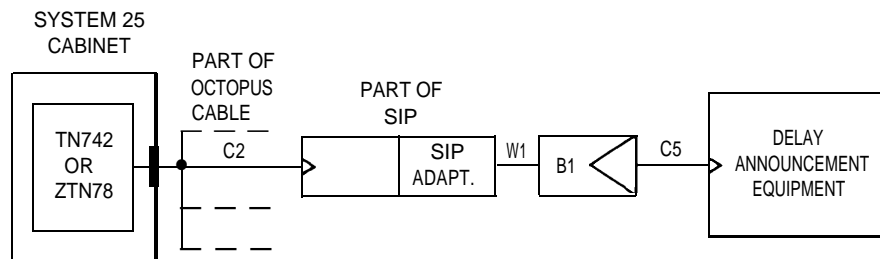 SYSTEM 25
CABINET
PART OF
OCTOPUS
CABLE
PART OF
SIP
TN742
OR
ZTN78
C2
SIP
ADAPT.
W1
B1
C5
DELAY
ANNOUNCEMENT
EQUIPMENT